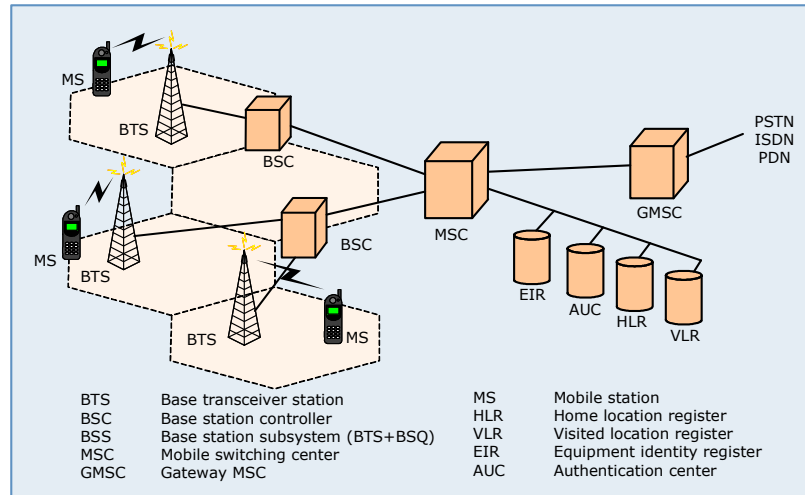 MS
BTS
BSC
MS
BTS
BSC
BTS
MS
MSC
GMSC
PSTN
ISDN
PDN
EIR
AUC
HLR
VLR
BTS Base transceiver station
BSC Base station controller
BSS Base station subsystem (BTS+BSQ)
MSC Mobile switching center
GMSC Gateway MSC
MS Mobile station
HLR Home location register
VLR Visited location register
EIR Equipment identity register
AUC Authentication center